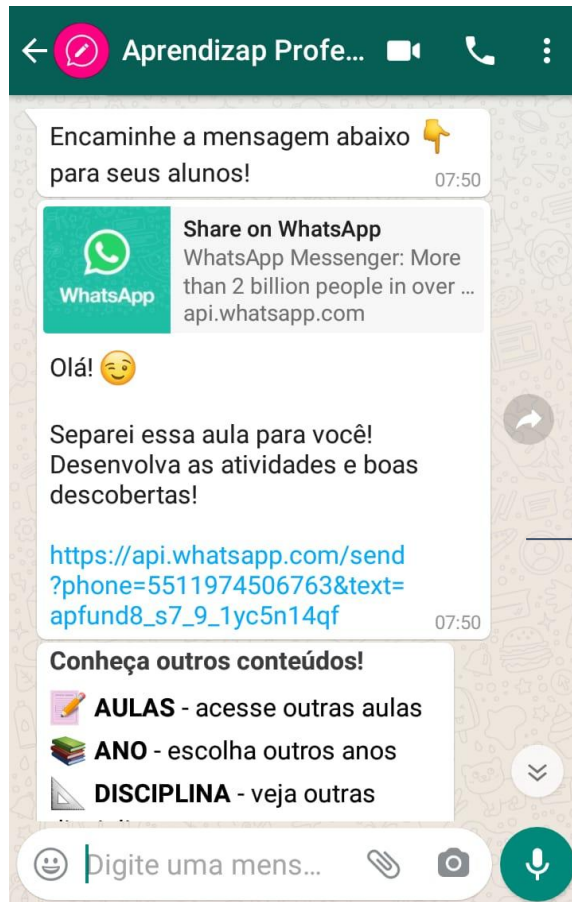 Aprendizap Profe...
Encaminhe a mensagem abaixo 👇
para seus alunos!
07:50
WhatsApp
Share on WhatsApp
WhatsApp Messenger: More
than 2 billion people in over ...
api.whatsapp.com
Olá! 😉
Separei essa aula para você!
Desenvolva as atividades e boas
descobertas!
https://api.whatsapp.com/send
?phone=5511974506763&text=
apfund8_s7_9_1yc5n14qf
07:50
Conheça outros conteúdos!
📝 AULAS - acesse outras aulas
📚 ANO - escolha outros anos
📐 DISCIPLINA - veja outras
Digite uma mens...